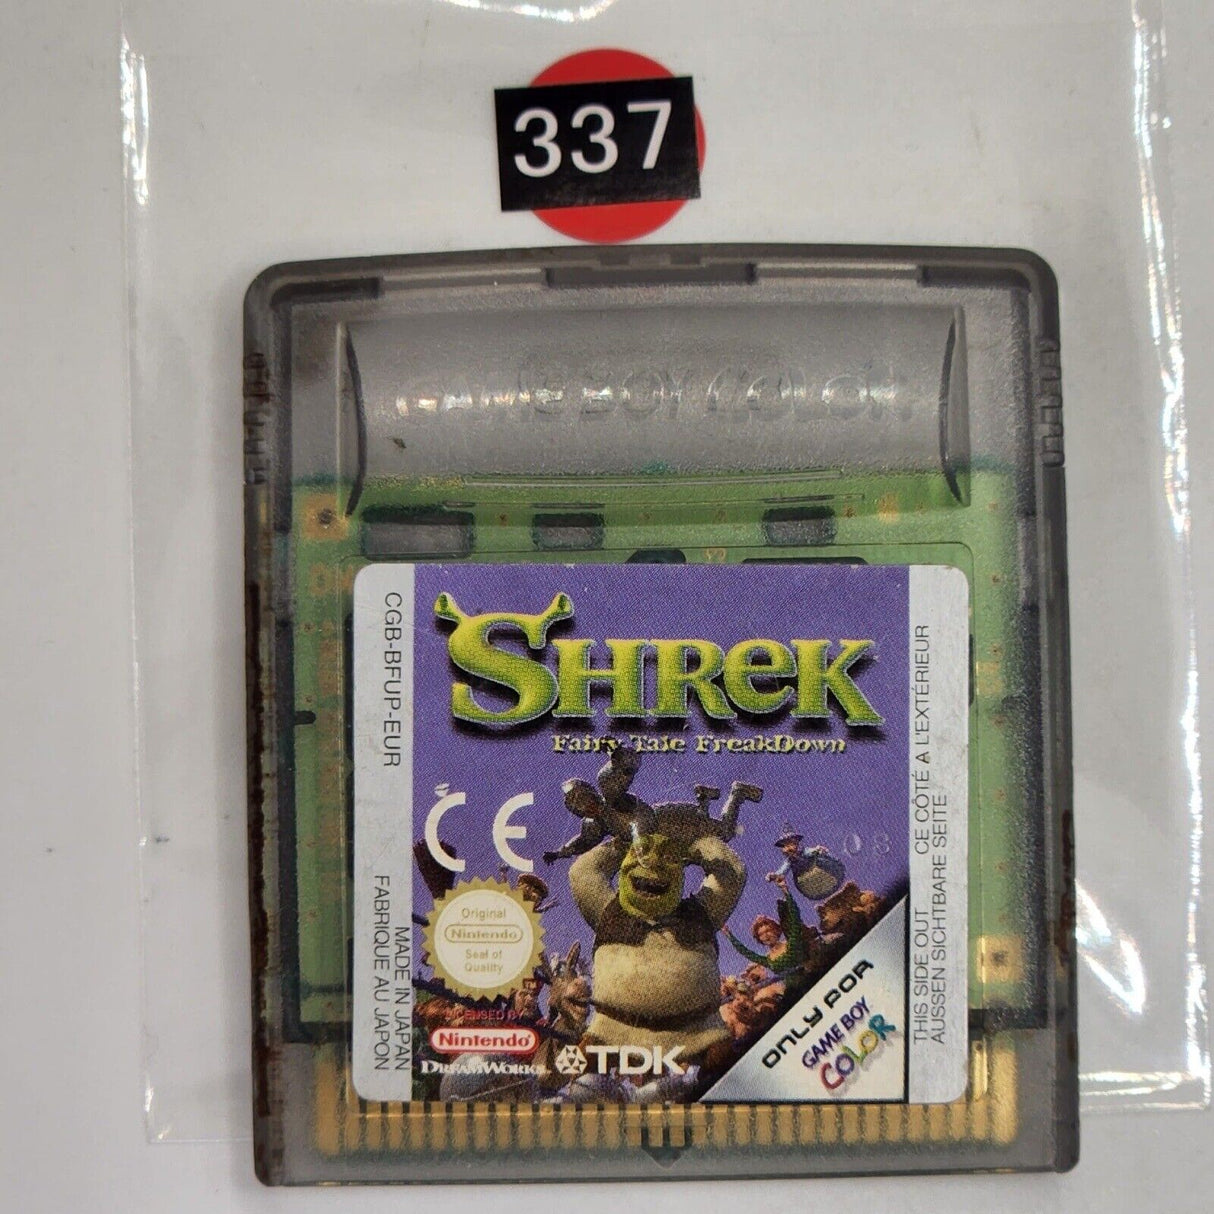 337
GAME BOY COLOR
CGB-BFUP-EUR
SHREK
Fairy Tale FreakDown
CE
08
Original
Nintendo
Seal of
Quality
LICENSED BY
Nintendo
DREAMWORKS
TDK
ONLY FOR
GAME BOY
COLOR
MADE IN JAPAN
FABRIQUE AU JAPON
THIS SIDE OUT CE CÔTÉ A L'EXTÉRIEUR
AUSSEN SICHTBARE SEITE